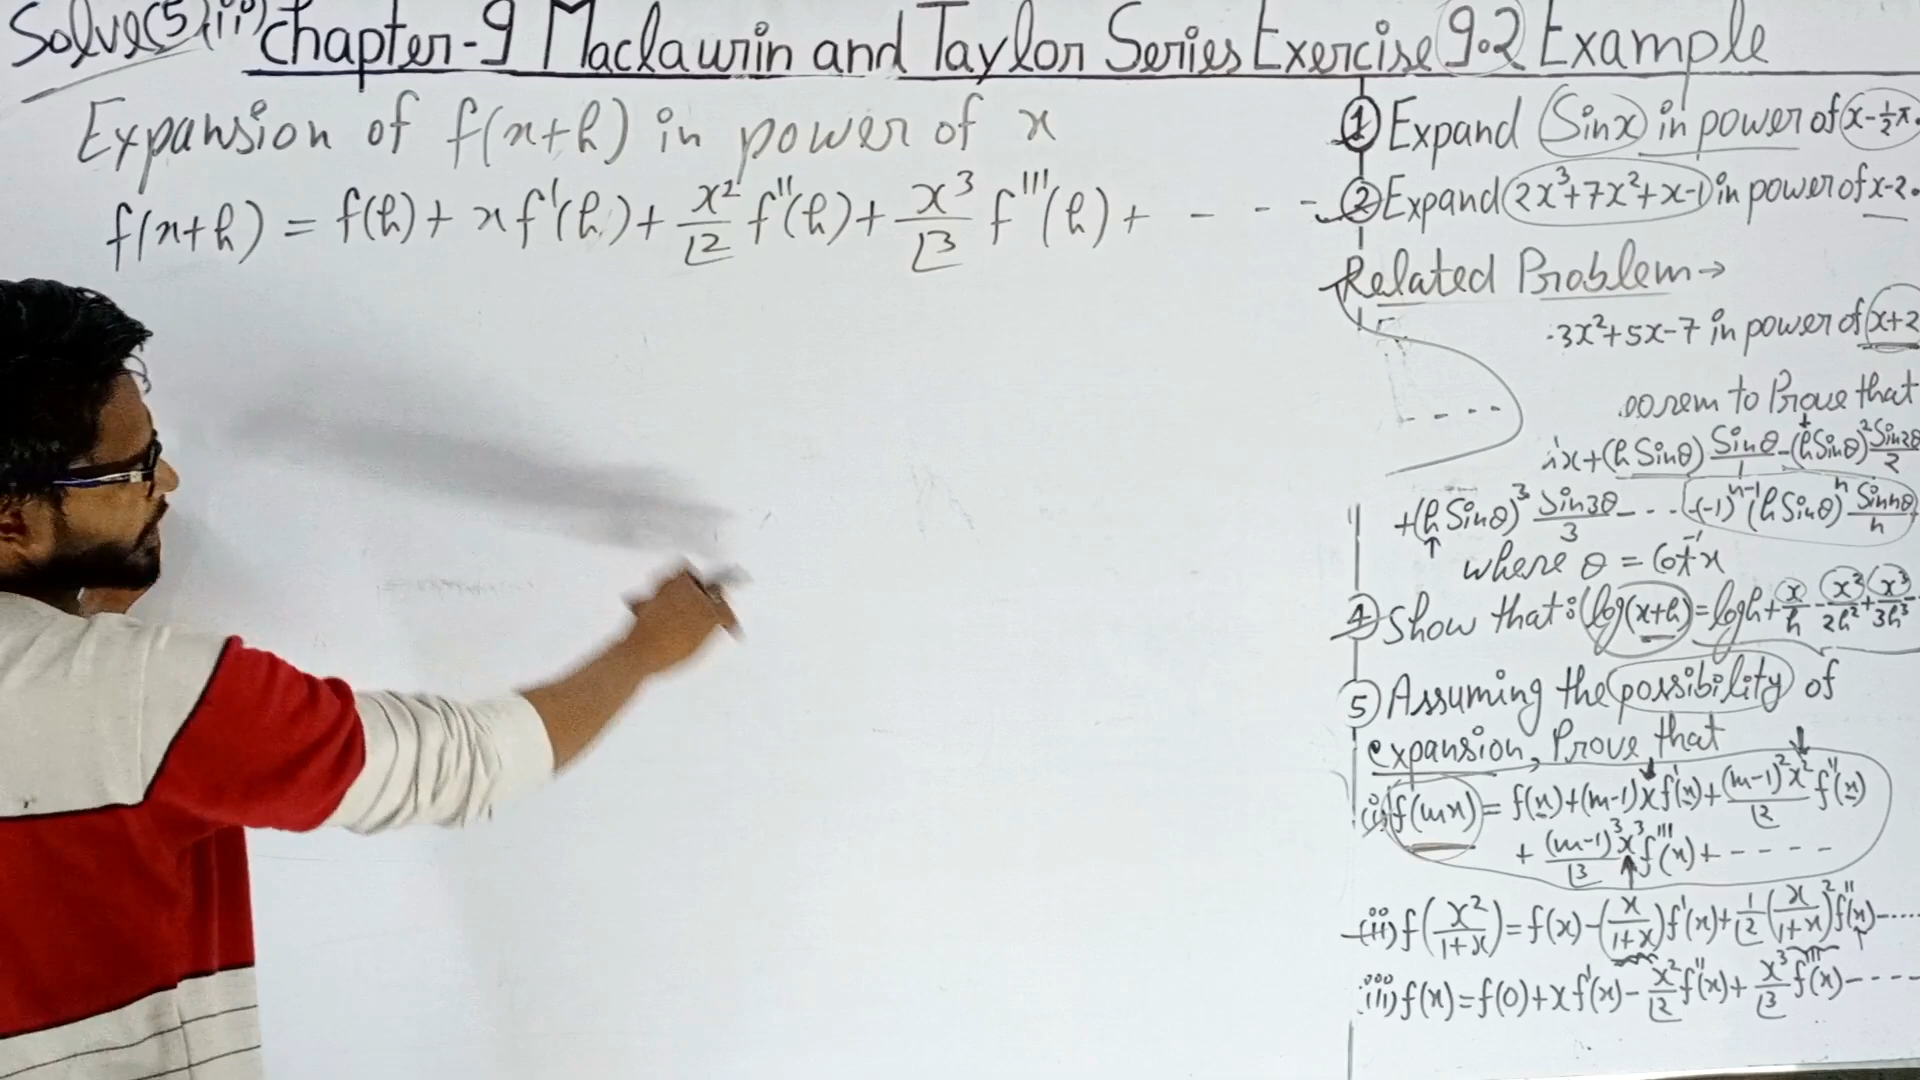 Solve(5)(iii) Chapter-9 Maclaurin and Taylor Series Exercise 9.2 Example
Expansion of f(x+h) in power of x
f(x+h) = f(h) + x f'(h) + x²/⌊2 f''(h) + x³/⌊3 f'''(h) + - - -
① Expand Sinx in power of x-½π.
② Expand 2x³+7x²+x-1 in power of x-2.
Related Problem→
3x²+5x-7 in power of x+2
orem to Prove that
x+(h Sinθ) Sinθ/1 -(h Sinθ)² Sin2θ/2
+(h Sinθ)³ Sin3θ/3 - - - (-1)ⁿ⁻¹(h Sinθ)ⁿ Sinnθ/n
where θ = Cot⁻¹x
④ Show that: log(x+h)=logh+x/h - x²/2h² + x³/3h³ -
⑤ Assuming the possibility of
expansion, Prove that
(i) f(mx) = f(x)+(m-1)x f'(x)+(m-1)²x²/⌊2 f''(x)
+ (m-1)³x³/⌊3 f'''(x)+ - - - -
(ii) f(x²/1+x) = f(x)-(x/1+x)f'(x)+1/⌊2(x/1+x)²f''(x) - - - -
(iii) f(x)=f(0)+x f'(x)- x²/⌊2 f''(x)+ x³/⌊3 f'''(x) - - - -